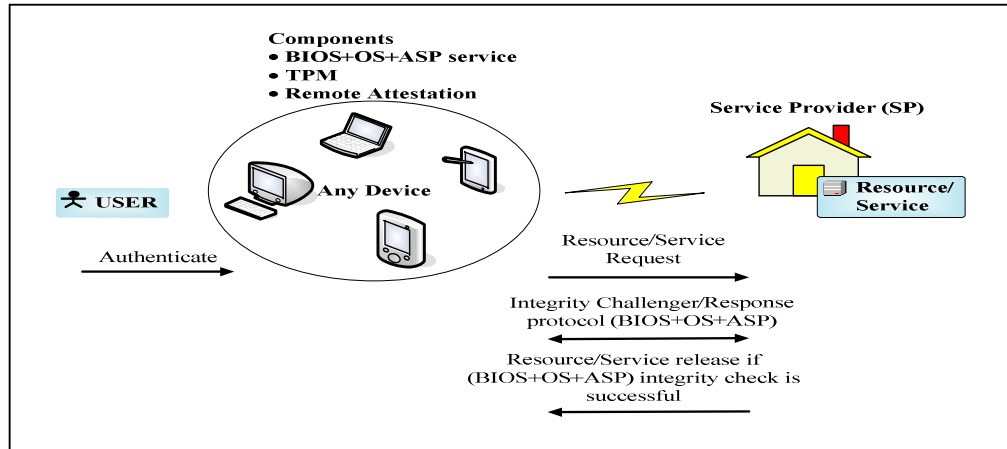 Components
• BIOS+OS+ASP service
• TPM
• Remote Attestation
Service Provider (SP)
USER
Any Device
Resource/
Service
Authenticate
Resource/Service
Request
Integrity Challenger/Response
protocol (BIOS+OS+ASP)
Resource/Service release if
(BIOS+OS+ASP) integrity check is
successful